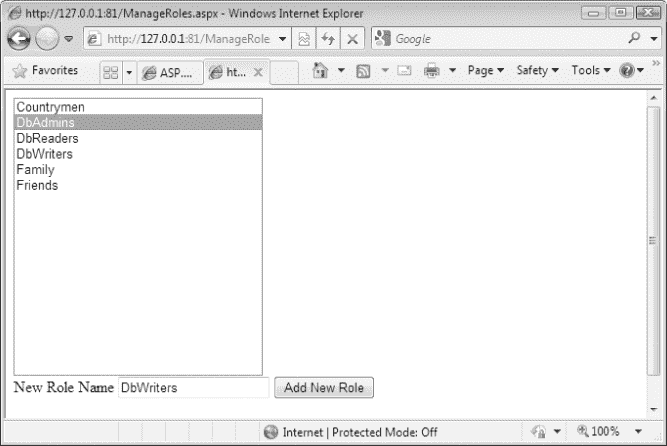 http://127.0.0.1:81/ManageRoles.aspx - Windows Internet Explorer
http://127.0.0.1:81/ManageRole
Google
Favorites
ASP....
ht...
Page
Safety
Tools
Countrymen
DbAdmins
DbReaders
DbWriters
Family
Friends
New Role Name DbWriters Add New Role
Internet | Protected Mode: Off
100%